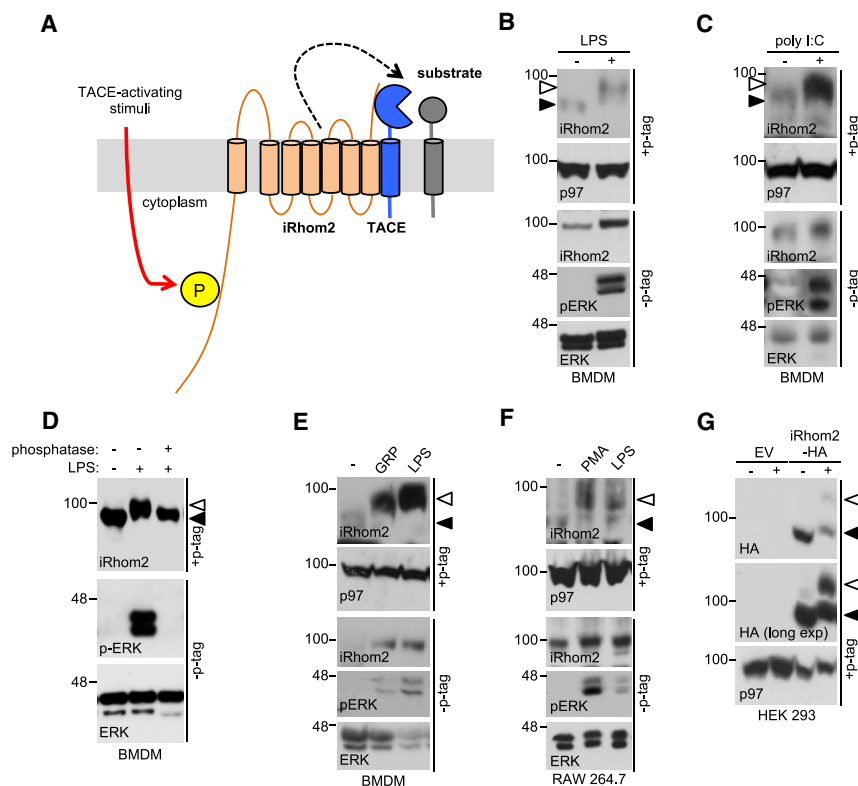 A
TACE-activating
stimuli
substrate
cytoplasm
iRhom2
TACE
P
B
LPS
- +
100
iRhom2
+p-tag
100
p97
100
iRhom2
48
pERK
-p-tag
48
ERK
BMDM
C
poly I:C
- +
100
iRhom2
+p-tag
100
p97
100
iRhom2
48
pERK
-p-tag
48
ERK
BMDM
D
phosphatase: - - +
LPS: - + +
100
iRhom2
+p-tag
48
p-ERK
-p-tag
48
ERK
BMDM
E
- GRP LPS
100
iRhom2
+p-tag
100
p97
100
iRhom2
48
pERK
-p-tag
48
ERK
BMDM
F
- PMA LPS
100
iRhom2
+p-tag
100
p97
100
iRhom2
48
pERK
-p-tag
48
ERK
RAW 264.7
G
EV
iRhom2
-HA
- + - +
100
HA
100
HA (long exp)
+p-tag
100
p97
HEK 293